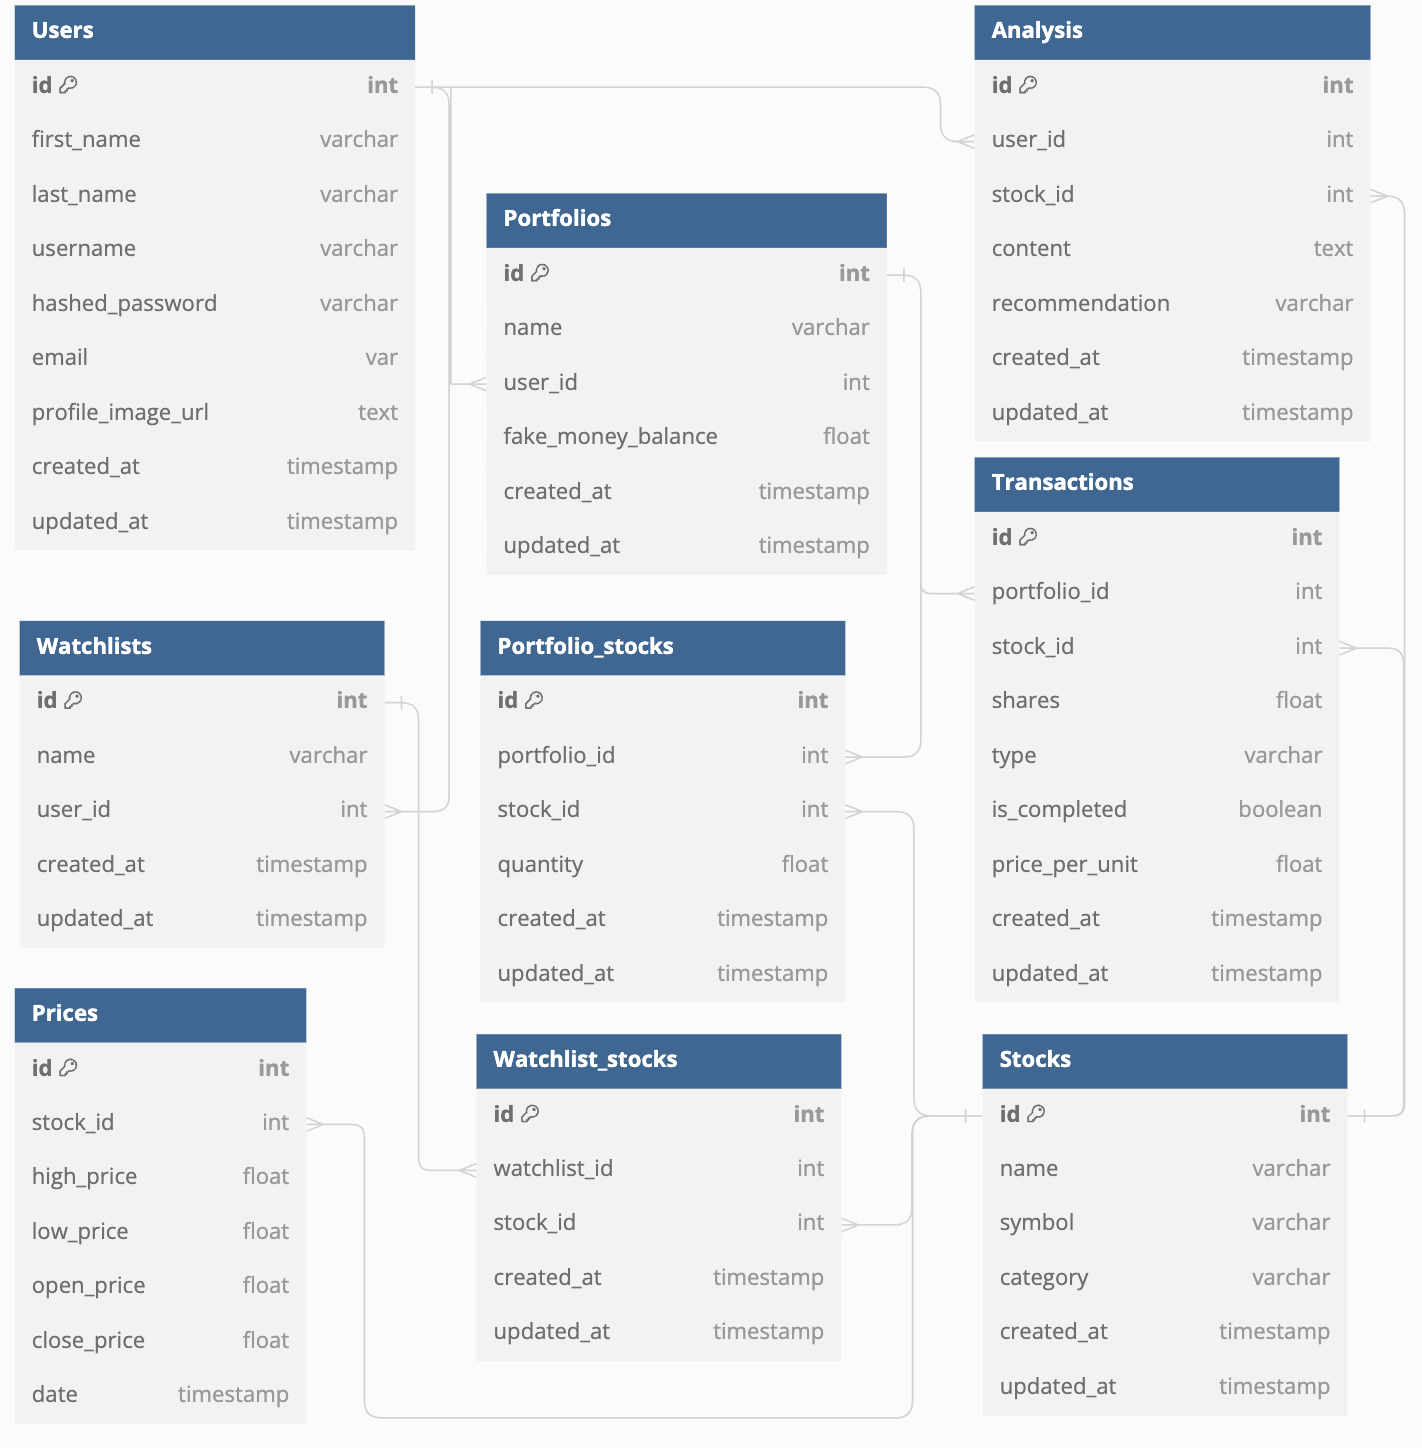 Users
id int
first_name varchar
last_name varchar
username varchar
hashed_password varchar
email var
profile_image_url text
created_at timestamp
updated_at timestamp
Analysis
id int
user_id int
stock_id int
content text
recommendation varchar
created_at timestamp
updated_at timestamp
Portfolios
id int
name varchar
user_id int
fake_money_balance float
created_at timestamp
updated_at timestamp
Transactions
id int
portfolio_id int
stock_id int
shares float
type varchar
is_completed boolean
price_per_unit float
created_at timestamp
updated_at timestamp
Watchlists
id int
name varchar
user_id int
created_at timestamp
updated_at timestamp
Portfolio_stocks
id int
portfolio_id int
stock_id int
quantity float
created_at timestamp
updated_at timestamp
Prices
id int
stock_id int
high_price float
low_price float
open_price float
close_price float
date timestamp
Watchlist_stocks
id int
watchlist_id int
stock_id int
created_at timestamp
updated_at timestamp
Stocks
id int
name varchar
symbol varchar
category varchar
created_at timestamp
updated_at timestamp